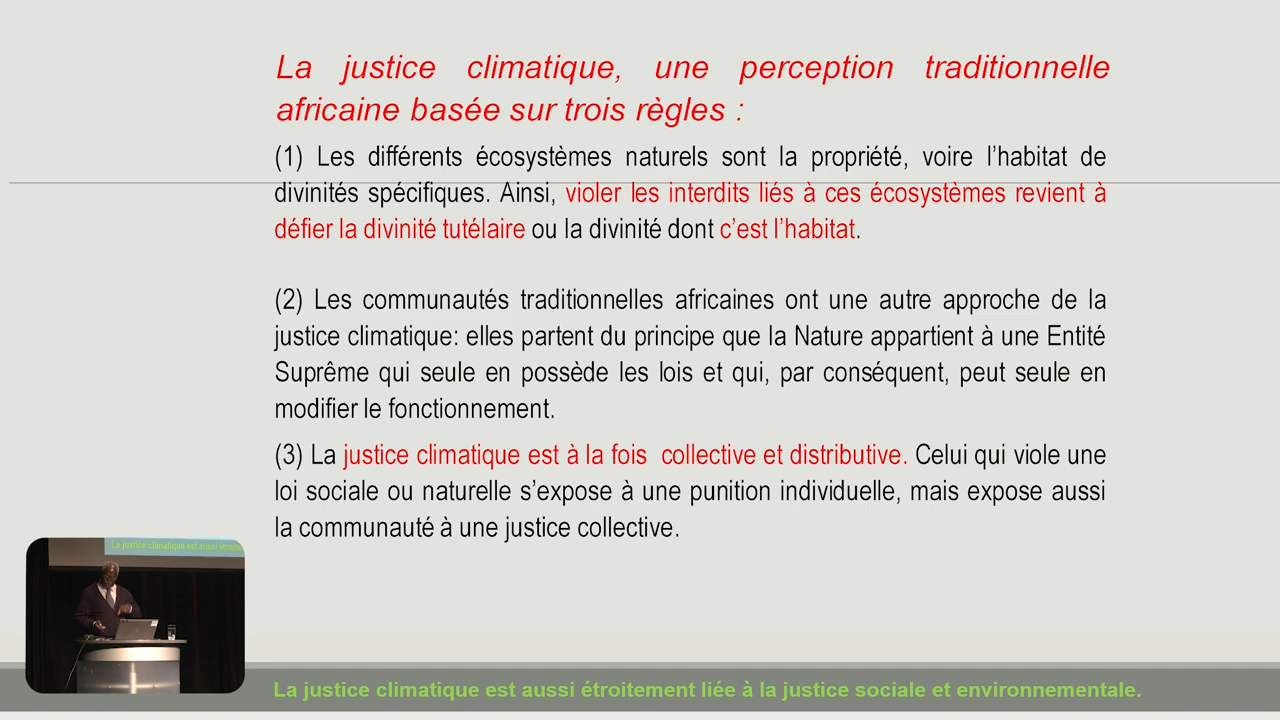 La justice climatique, une perception traditionnelle
africaine basée sur trois règles :
(1) Les différents écosystèmes naturels sont la propriété, voire l’habitat de
divinités spécifiques. Ainsi, violer les interdits liés à ces écosystèmes revient à
défier la divinité tutélaire ou la divinité dont c’est l’habitat.
(2) Les communautés traditionnelles africaines ont une autre approche de la
justice climatique: elles partent du principe que la Nature appartient à une Entité
Suprême qui seule en possède les lois et qui, par conséquent, peut seule en
modifier le fonctionnement.
(3) La justice climatique est à la fois collective et distributive. Celui qui viole une
loi sociale ou naturelle s’expose à une punition individuelle, mais expose aussi
la communauté à une justice collective.
La justice climatique est aussi étroite
La justice climatique est aussi étroitement liée à la justice sociale et environnementale.